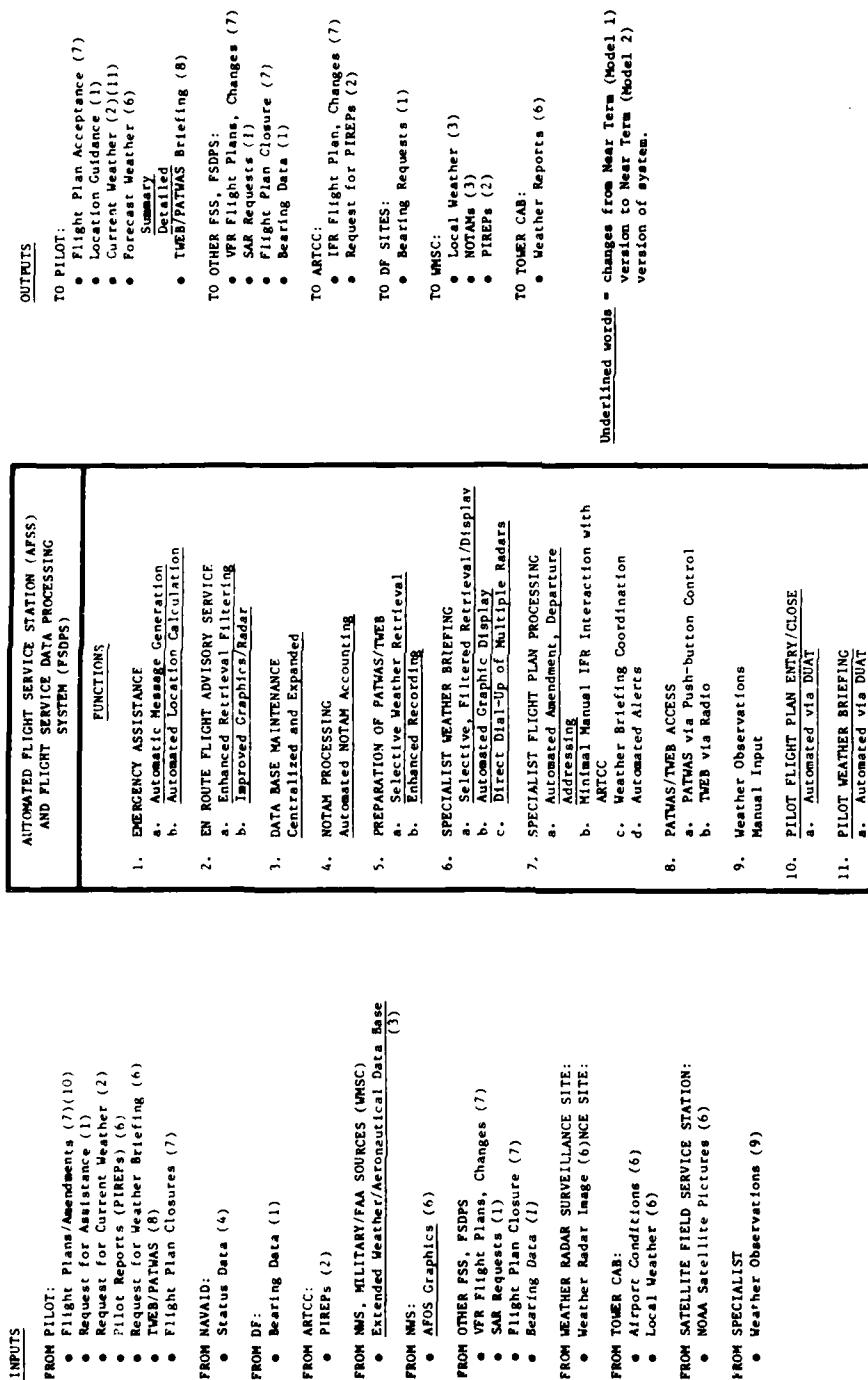 INPUTS
FROM PILOT:
• Flight Plans/Amendments (7)(10)
• Request for Assistance (1)
• Request for Current Weather (2)
• Pilot Reports (PIREPs) (6)
• Request for Weather Briefing (6)
• TWEB/PATWAS (8)
• Flight Plan Closures (7)
FROM NAVAID:
• Status Data (4)
FROM DF:
• Bearing Data (1)
FROM ARTCC:
• PIREPs (2)
FROM NWS, MILITARY/FAA SOURCES (WMSC)
• Extended Weather/Aeronautical Data Base
(3)
FROM NWS:
• AFOS Graphics (6)
FROM OTHER FSS, FSDPS
• VFR Flight Plans, Changes (7)
• SAR Requests (1)
• Flight Plan Closure (7)
• Bearing Data (1)
FROM WEATHER RADAR SURVEILLANCE SITE:
• Weather Radar Image (6)NCE SITE:
FROM TOWER CAB:
• Airport Conditions (6)
• Local Weather (6)
FROM SATELLITE FIELD SERVICE STATION:
• NOAA Satellite Pictures (6)
FROM SPECIALIST
• Weather Observations (9)
AUTOMATED FLIGHT SERVICE STATION (AFSS)
AND FLIGHT SERVICE DATA PROCESSING
SYSTEM (FSDPS)
FUNCTIONS
1. EMERGENCY ASSISTANCE
a. Automatic Message Generation
b. Automated Location Calculation
2. EN ROUTE FLIGHT ADVISORY SERVICE
a. Enhanced Retrieval Filtering
b. Improved Graphics/Radar
3. DATA BASE MAINTENANCE
Centralized and Expanded
4. NOTAM PROCESSING
Automated NOTAM Accounting
5. PREPARATION OF PATWAS/TWEB
a. Selective Weather Retrieval
b. Enhanced Recording
6. SPECIALIST WEATHER BRIEFING
a. Selective, Filtered Retrieval/Display
b. Automated Graphic Display
c. Direct Dial-Up of Multiple Radars
7. SPECIALIST FLIGHT PLAN PROCESSING
a. Automated Amendment, Departure
Addressing
b. Minimal Manual IFR Interaction with
ARTCC
c. Weather Briefing Coordination
d. Automated Alerts
8. PATWAS/TWEB ACCESS
a. PATWAS via Push-button Control
b. TWEB via Radio
9. Weather Observations
Manual Input
10. PILOT FLIGHT PLAN ENTRY/CLOSE
a. Automated via DUAT
11. PILOT WEATHER BRIEFING
a. Automated via DUAT
OUTPUTS
TO PILOT:
• Flight Plan Acceptance (7)
• Location Guidance (1)
• Current Weather (2)(11)
• Forecast Weather (6)
Summary
Detailed
• TWEB/PATWAS Briefing (8)
TO OTHER FSS, FSDPS:
• VFR Flight Plans, Changes (7)
• SAR Requests (1)
• Flight Plan Closure (7)
• Bearing Data (1)
TO ARTCC:
• IFR Flight Plan, Changes (7)
• Request for PIREPs (2)
TO DF SITES:
• Bearing Requests (1)
TO WMSC:
• Local Weather (3)
• NOTAMs (3)
• PIREPs (2)
TO TOWER CAB:
• Weather Reports (6)
Underlined words = changes from Near Term (Model 1)
version to Near Term (Model 2)
version of system.